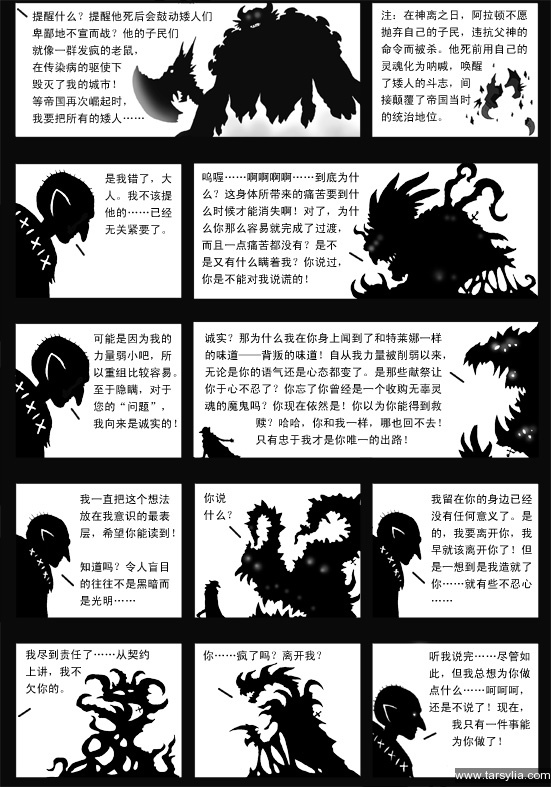 提醒什么？提醒他死后会鼓动矮人们
卑鄙地不宣而战？他的子民们
就像一群发疯的老鼠，
在传染病的驱使下
毁灭了我的城市！
等帝国再次崛起时，
我要把所有的矮人……
注：在神离之日，阿拉顿不愿
抛弃自己的子民，违抗父神的
命令而被杀。他死前用自己的
灵魂化为呐喊，唤醒
了矮人的斗志，间
接颠覆了帝国当时
的统治地位。
是我错了，大
人。我不该提
他的……已经
无关紧要了。
呜喔……啊啊啊啊……到底为什
么？这身体所带来的痛苦要到什
么时候才能消失啊！对了，为什
么你那么容易就完成了过渡，
而且一点痛苦都没有？是不
是又有什么瞒着我？你说过，
你是不能对我说谎的！
可能是因为我的
力量弱小吧，所
以重组比较容易。
至于隐瞒，对于
您的“问题”，
我向来是诚实的！
诚实？那为什么我在你身上闻到了和特莱娜一样
的味道——背叛的味道！自从我力量被削弱以来，
无论是你的语气还是心态都变了。是那些献祭让
你于心不忍了？你忘了你曾经是一个收购无辜灵
魂的魔鬼吗？你现在依然是！你以为你能得到救
赎？哈哈，你和我一样，哪也回不去！
只有忠于我才是你唯一的出路！
我一直把这个想法
放在我意识的最表
层，希望你能读到！
知道吗？令人盲目
的往往不是黑暗而
是光明……
你说
什么？
我留在你的身边已经
没有任何意义了。是
的，我要离开你，我
早就该离开你了！但
是一想到是我造就了
你……就有些不忍心
……
我尽到责任了……从契约
上讲，我不
欠你的。
你……疯了吗？离开我？
听我说完……尽管如
此，但我总想为你做
点什么……呵呵呵，
还是不说了！现在，
我只有一件事能
为你做了！
www.tarsylia.com